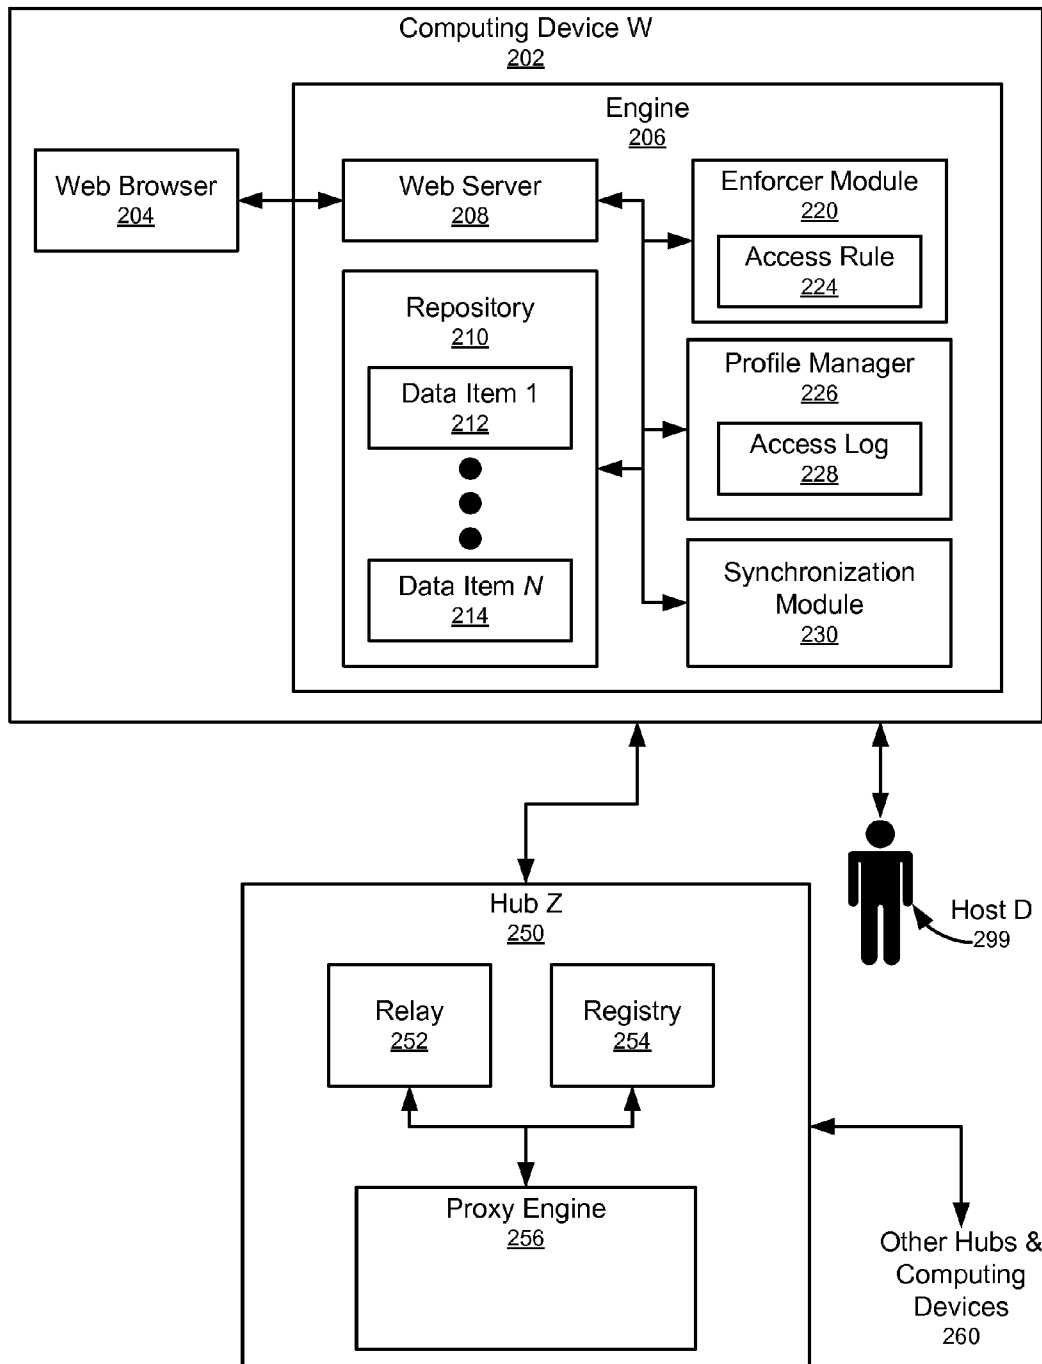 Computing Device W
202
Engine
206
Web Browser
204
Web Server
208
Enforcer Module
220
Access Rule
224
Repository
210
Data Item 1
212
Data Item N
214
Profile Manager
226
Access Log
228
Synchronization
Module
230
Host D
299
Hub Z
250
Relay
252
Registry
254
Proxy Engine
256
Other Hubs &
Computing
Devices
260